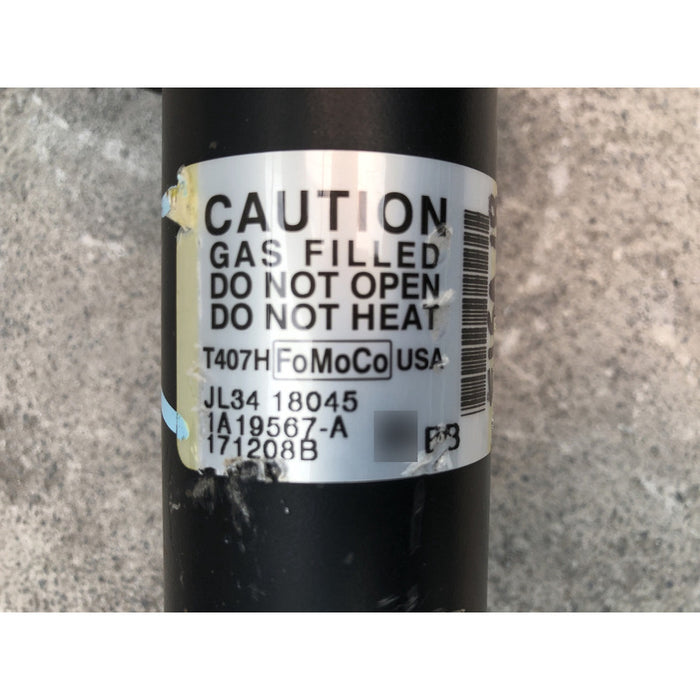 CAUTION
GAS FILLED
DO NOT OPEN
DO NOT HEAT
T407H FoMoCo USA
JL34 18045
1A19567-A
171208B